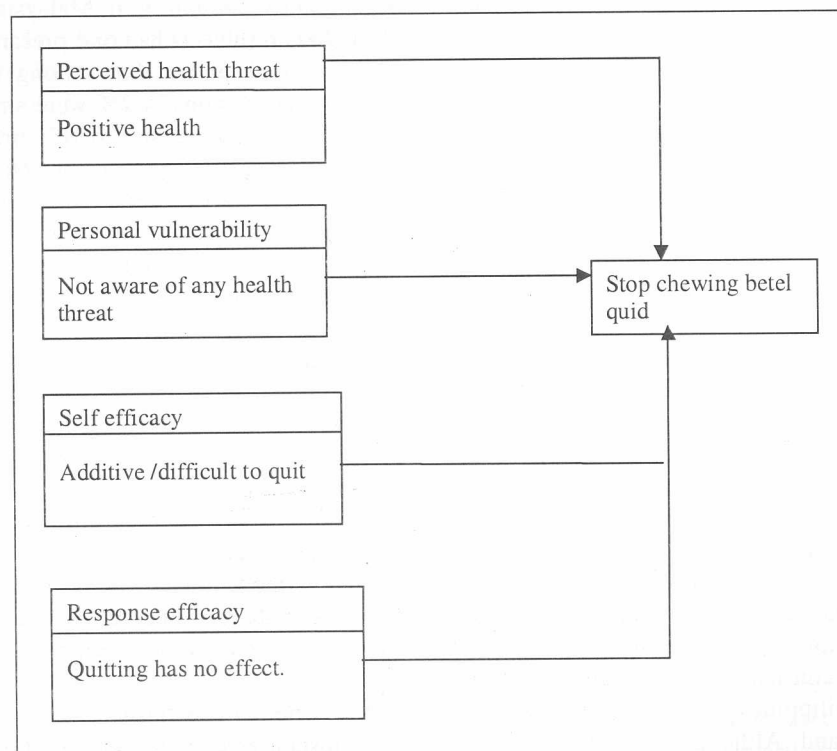 Perceived health threat
Positive health
Personal vulnerability
Not aware of any health
threat
Stop chewing betel
quid
Self efficacy
Additive /difficult to quit
Response efficacy
Quitting has no effect.